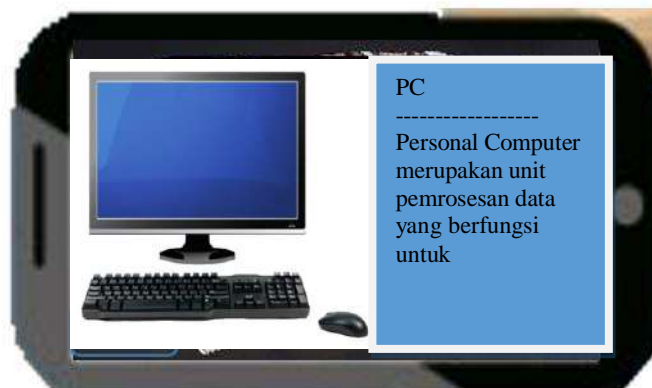 PC
------------------
Personal Computer
merupakan unit
pemrosesan data
yang berfungsi
untuk